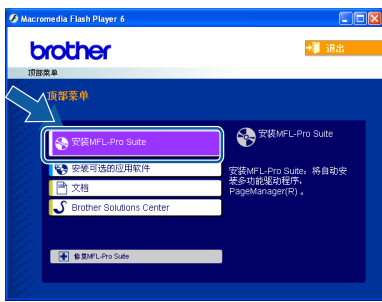 Macromedia Flash Player 6
brother
退出
顶部菜单
顶部菜单
安装MFL-Pro Suite
安装MFL-Pro Suite
安装可选的应用软件
安装MFL-Pro Suite：将自动安
装多功能驱动程序，
PageManager(R) 。
文档
Brother Solutions Center
修复MFL-Pro Suite